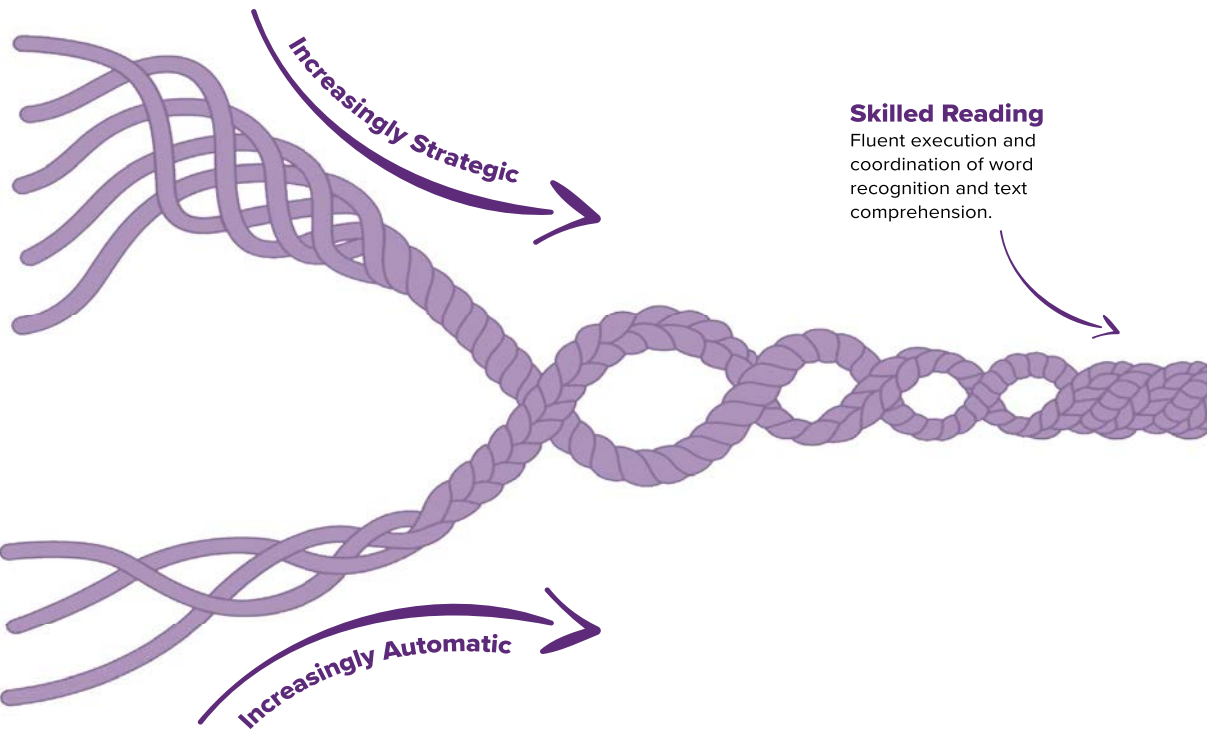 Increasingly Strategic
Skilled Reading
Fluent execution and
coordination of word
recognition and text
comprehension.
Increasingly Automatic